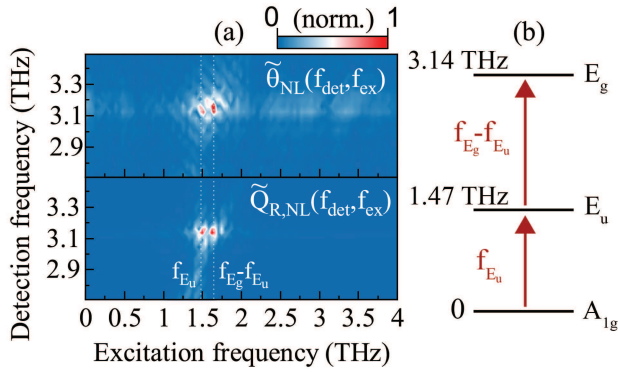 0 (norm.) 1
(a)
(b)
θ̃_NL(f_det,f_ex)
3.3
3.1
2.9
Q̃_R,NL(f_det,f_ex)
3.3
3.1
2.9
f_Eu
f_Eg-f_Eu
0 0.5 1 1.5 2 2.5 3 3.5 4
Excitation frequency (THz)
Detection frequency (THz)
3.14 THz
E_g
f_Eg-f_Eu
1.47 THz
E_u
f_Eu
0
A_1g